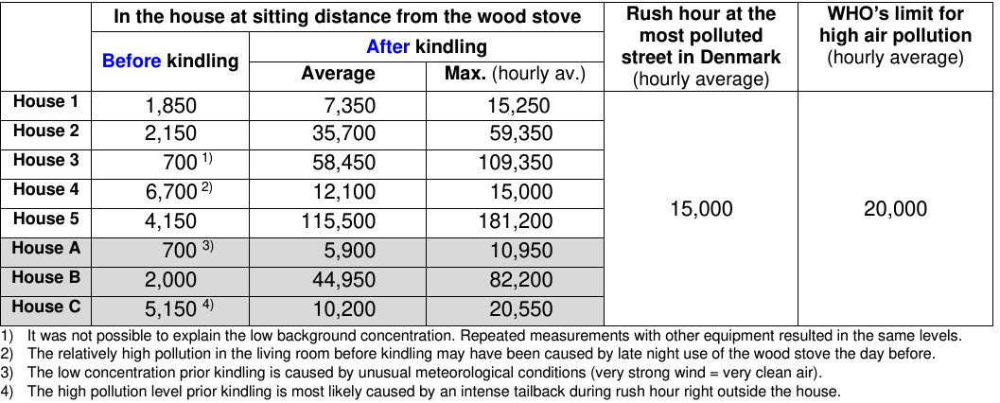 In the house at sitting distance from the wood stove
Rush hour at the most polluted street in Denmark (hourly average)
WHO's limit for high air pollution (hourly average)
Before kindling
After kindling
Average
Max. (hourly av.)
House 1 1,850 7,350 15,250
House 2 2,150 35,700 59,350
House 3 700 1) 58,450 109,350
House 4 6,700 2) 12,100 15,000
15,000 20,000
House 5 4,150 115,500 181,200
House A 700 3) 5,900 10,950
House B 2,000 44,950 82,200
House C 5,150 4) 10,200 20,550
1) It was not possible to explain the low background concentration. Repeated measurements with other equipment resulted in the same levels.
2) The relatively high pollution in the living room before kindling may have been caused by late night use of the wood stove the day before.
3) The low concentration prior kindling is caused by unusual meteorological conditions (very strong wind = very clean air).
4) The high pollution level prior kindling is most likely caused by an intense tailback during rush hour right outside the house.